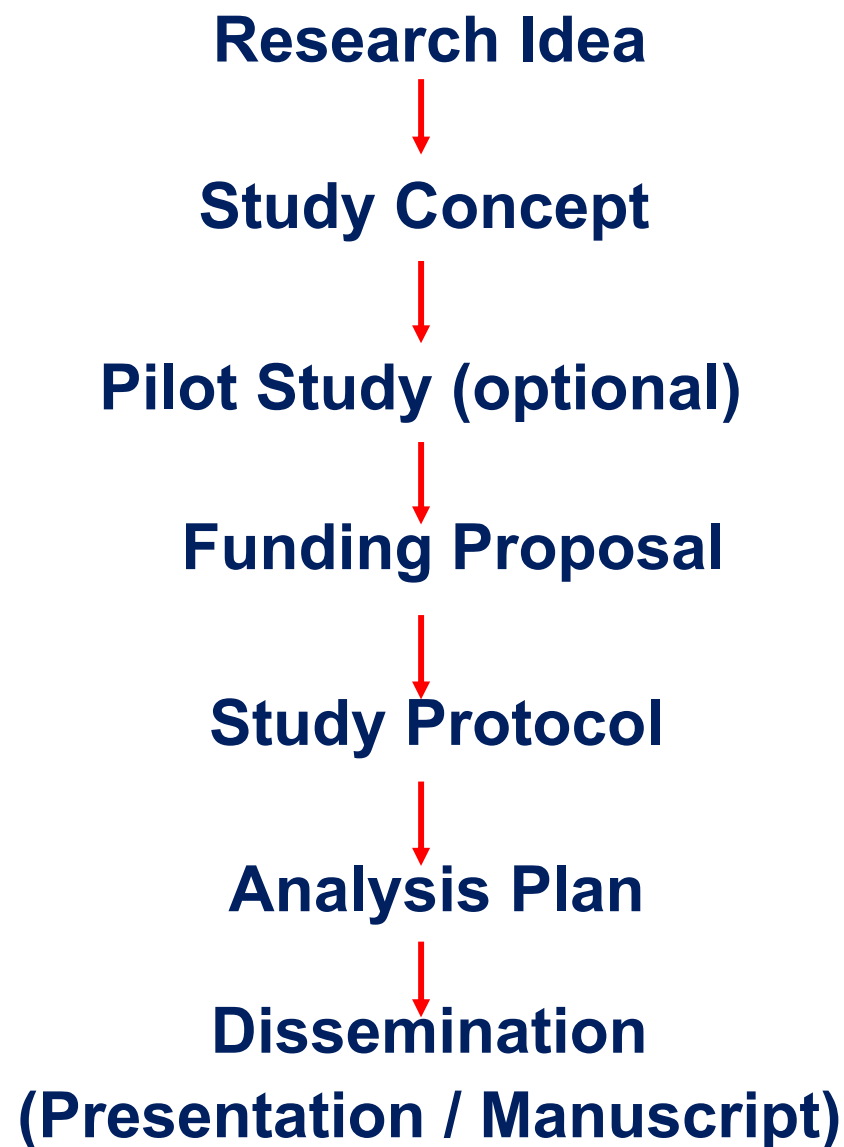 Research Idea
Study Concept
Pilot Study (optional)
Funding Proposal
Study Protocol
Analysis Plan
Dissemination
(Presentation / Manuscript)